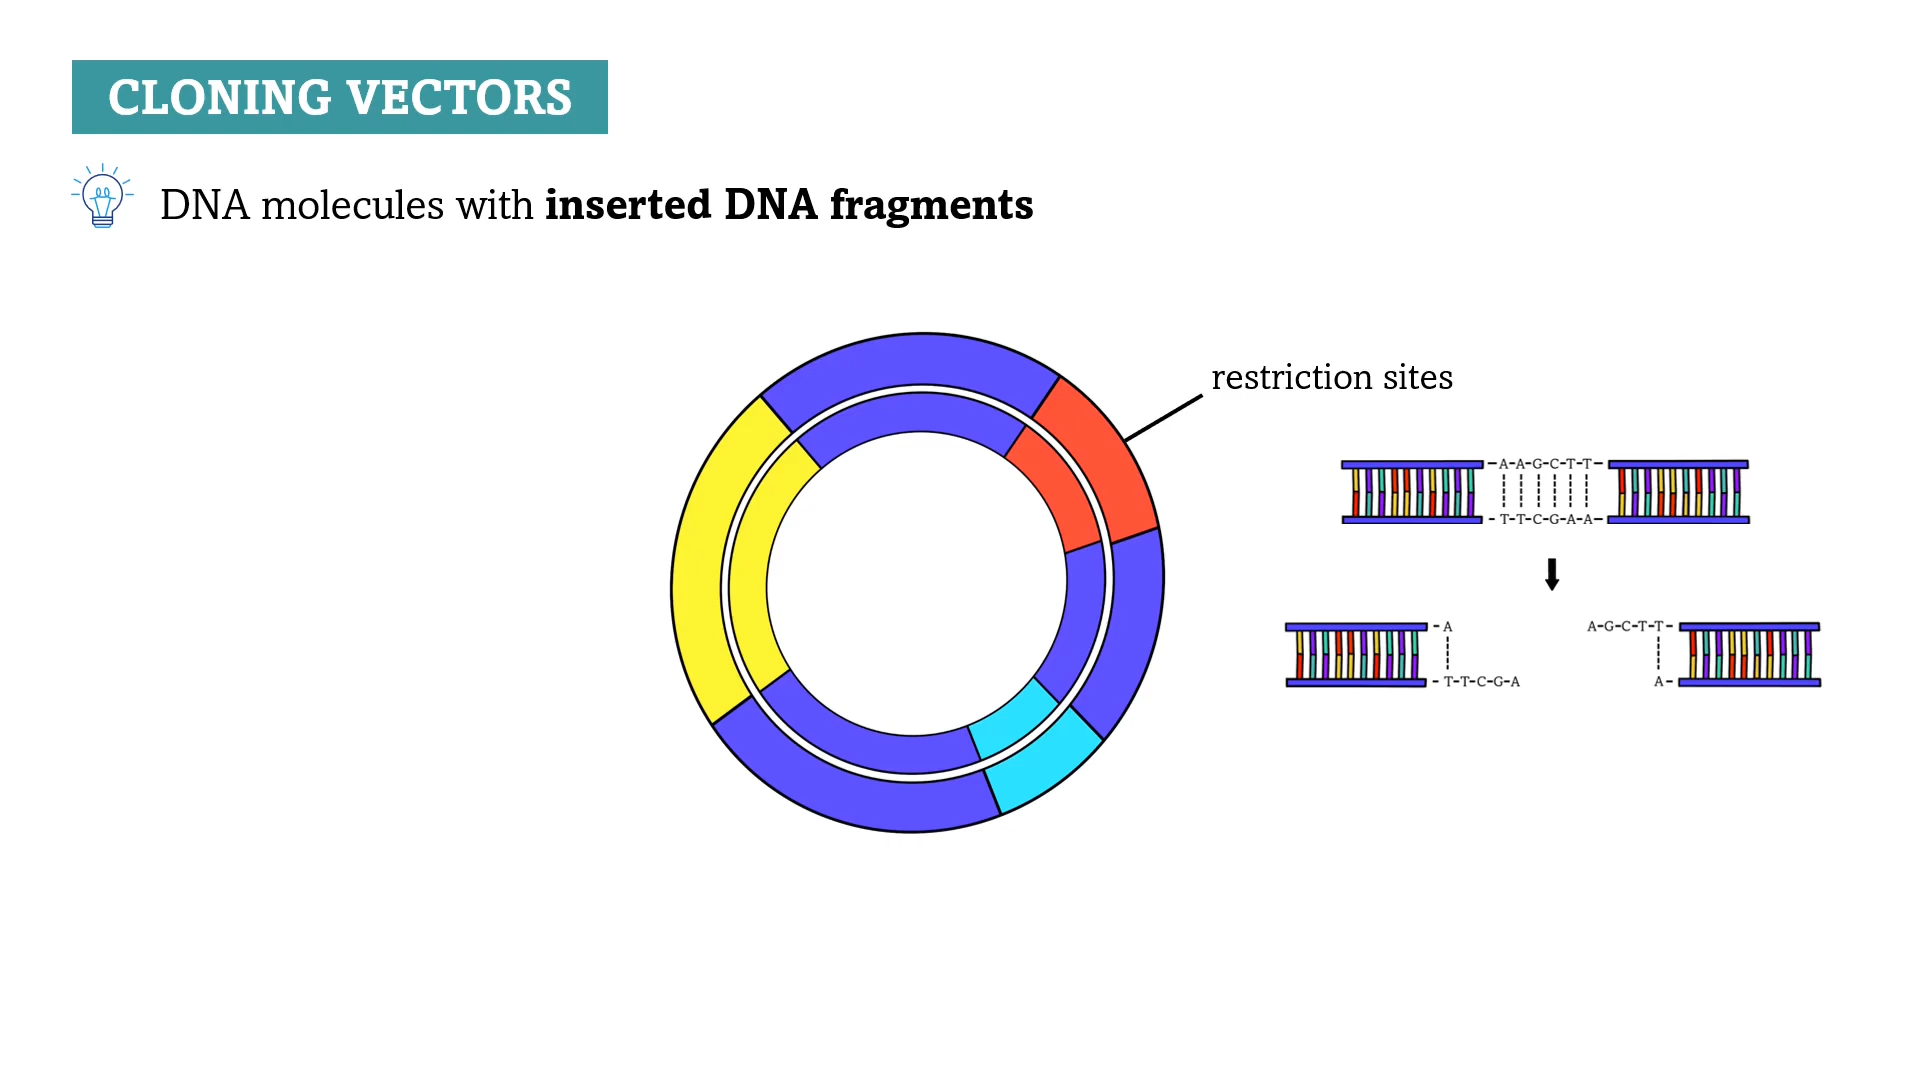 CLONING VECTORS
DNA molecules with inserted DNA fragments
restriction sites
-A-A-G-C-T-T-
-T-T-C-G-A-A-
-A
A-G-C-T-T-
-T-T-C-G-A
A-